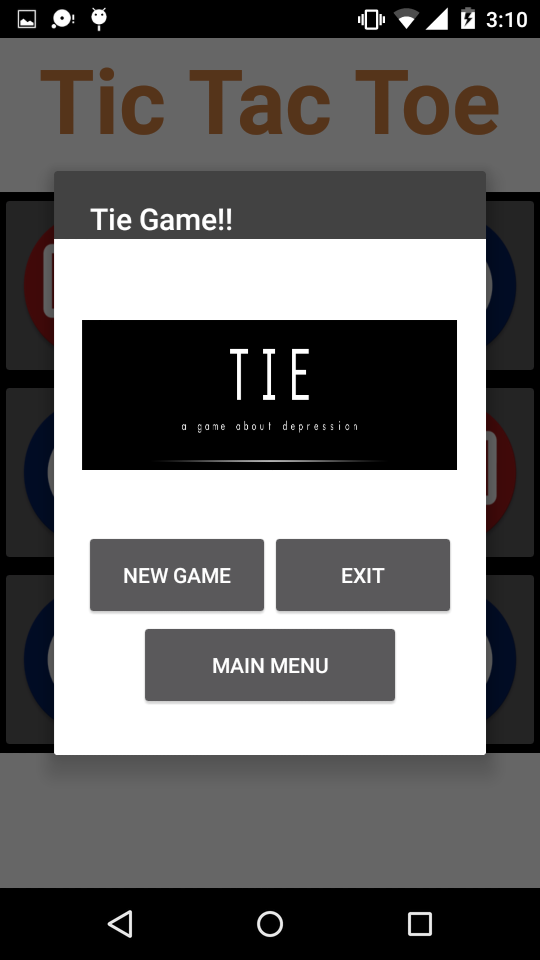 3:10
Tic Tac Toe
Tie Game!!
TIE
a game about depression
NEW GAME
EXIT
MAIN MENU